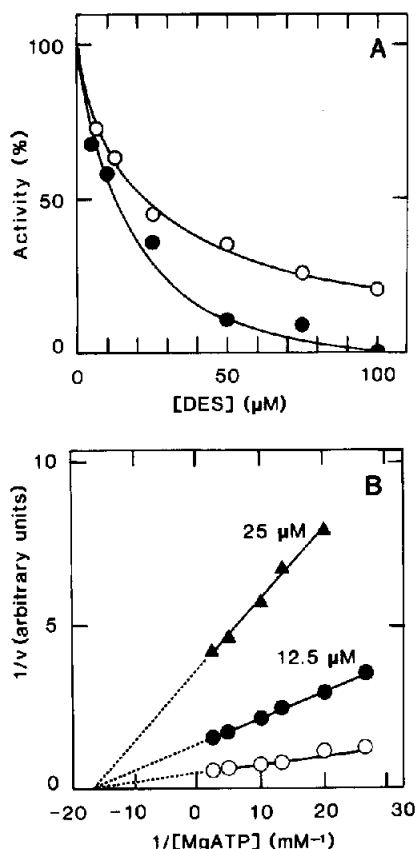 A
100
50
0
Activity (%)
0
50
100
[DES] (μM)
B
10
5
0
1/v (arbitrary units)
25 μM
12.5 μM
-20
-10
0
10
20
30
1/[MgATP] (mM⁻¹)